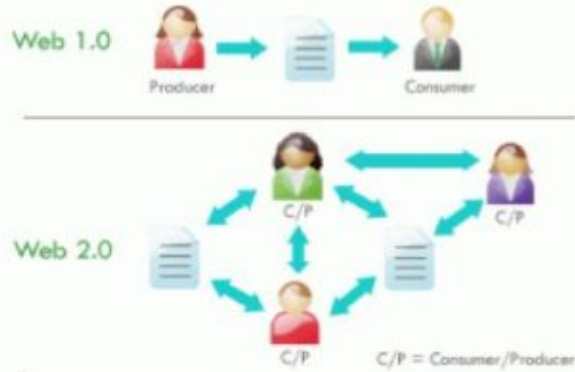 Web 1.0
Producer
Consumer
C/P
C/P
Web 2.0
C/P
C/P = Consumer/Producer